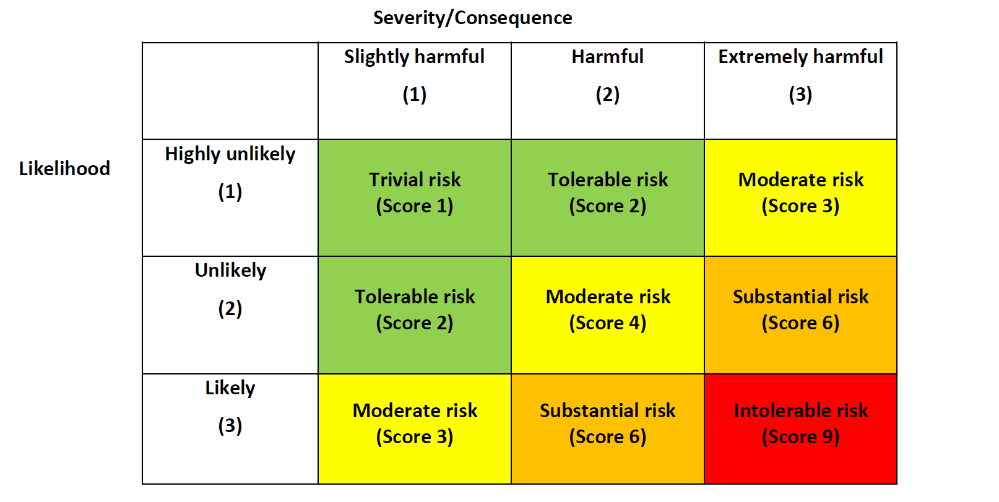 Severity/Consequence
Slightly harmful
(1)
Harmful
(2)
Extremely harmful
(3)
Likelihood
Highly unlikely
(1)
Trivial risk
(Score 1)
Tolerable risk
(Score 2)
Moderate risk
(Score 3)
Unlikely
(2)
Tolerable risk
(Score 2)
Moderate risk
(Score 4)
Substantial risk
(Score 6)
Likely
(3)
Moderate risk
(Score 3)
Substantial risk
(Score 6)
Intolerable risk
(Score 9)